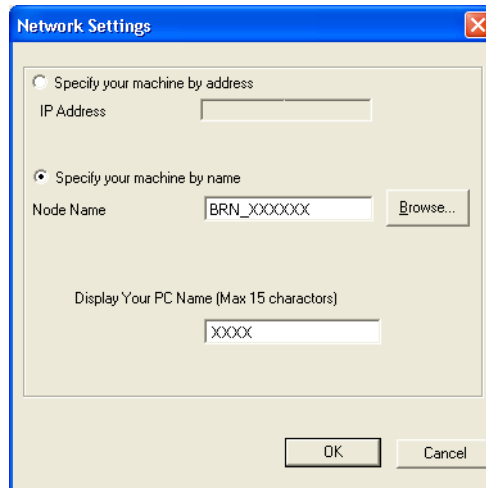 Network Settings
Specify your machine by address
IP Address
Specify your machine by name
Node Name
BRN_XXXXXX
Browse...
Display Your PC Name (Max 15 charactors)
XXXX
OK
Cancel